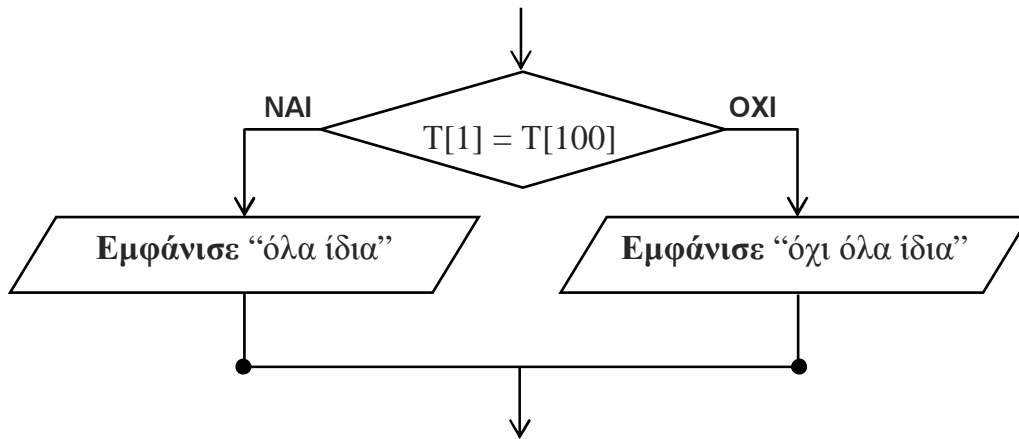 ΝΑΙ
ΟΧΙ
T[1] = T[100]
Εμφάνισε “όλα ίδια”
Εμφάνισε “όχι όλα ίδια”